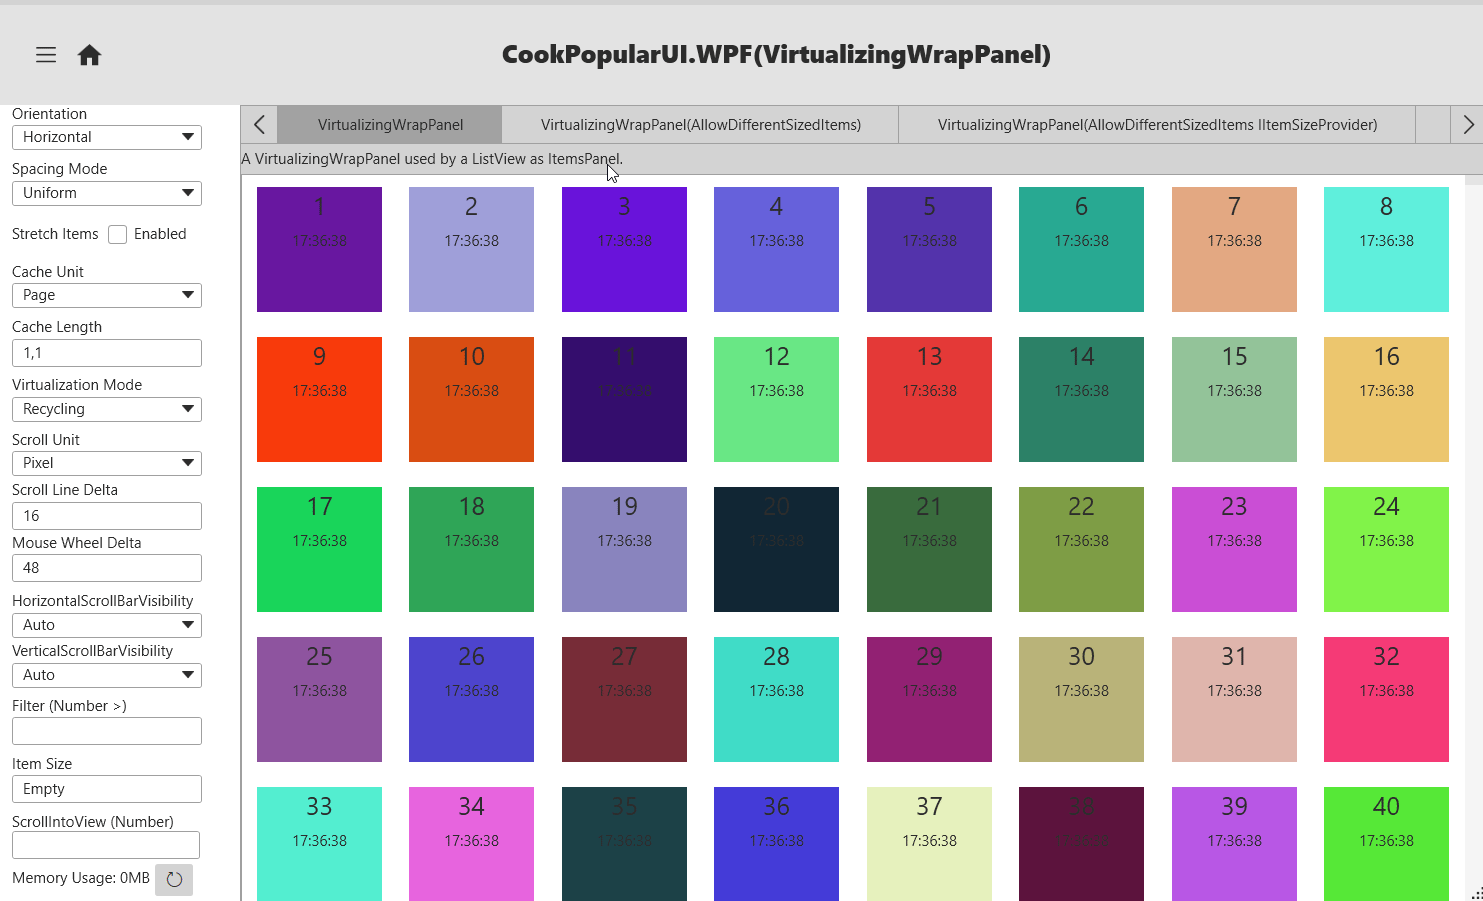 CookPopularUI.WPF(VirtualizingWrapPanel)
Orientation
Horizontal
Spacing Mode
Uniform
Stretch Items Enabled
Cache Unit
Page
Cache Length
1,1
Virtualization Mode
Recycling
Scroll Unit
Pixel
Scroll Line Delta
16
Mouse Wheel Delta
48
HorizontalScrollBarVisibility
Auto
VerticalScrollBarVisibility
Auto
Filter (Number >)
Item Size
Empty
ScrollIntoView (Number)
Memory Usage: 0MB
VirtualizingWrapPanel VirtualizingWrapPanel(AllowDifferentSizedItems) VirtualizingWrapPanel(AllowDifferentSizedItems IItemSizeProvider)
A VirtualizingWrapPanel used by a ListView as ItemsPanel.
1 2 3 4 5 6 7 8
17:36:38 17:36:38 17:36:38 17:36:38 17:36:38 17:36:38 17:36:38 17:36:38
9 10 11 12 13 14 15 16
17:36:38 17:36:38 17:36:38 17:36:38 17:36:38 17:36:38 17:36:38 17:36:38
17 18 19 20 21 22 23 24
17:36:38 17:36:38 17:36:38 17:36:38 17:36:38 17:36:38 17:36:38 17:36:38
25 26 27 28 29 30 31 32
17:36:38 17:36:38 17:36:38 17:36:38 17:36:38 17:36:38 17:36:38 17:36:38
33 34 35 36 37 38 39 40
17:36:38 17:36:38 17:36:38 17:36:38 17:36:38 17:36:38 17:36:38 17:36:38